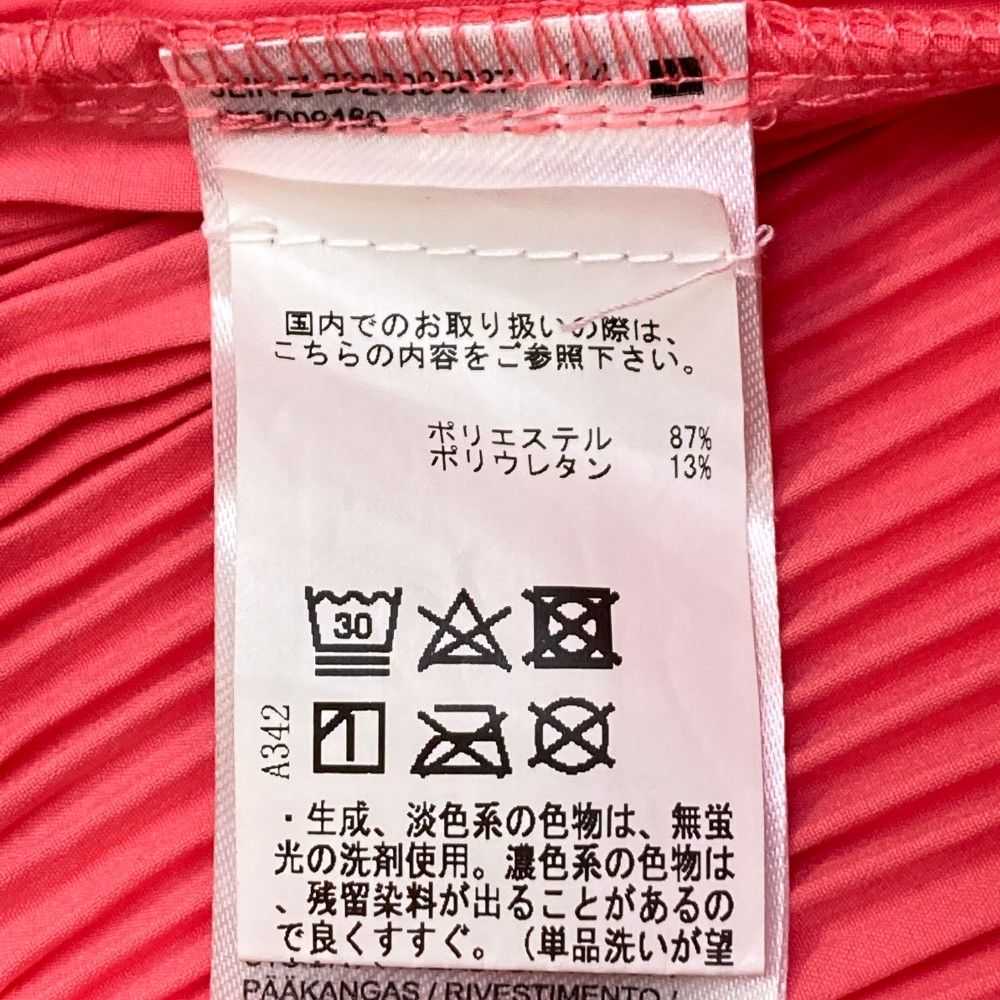 国内でのお取り扱いの際は、
こちらの内容をご参照下さい。
ポリエステル 87%
ポリウレタン 13%
30
A342
・生成、淡色系の色物は、無蛍
光の洗剤使用。濃色系の色物は
、残留染料が出ることがあるの
で良くすすぐ。（単品洗いが望
PÄÄKANGAS / RIVESTIMENTO /